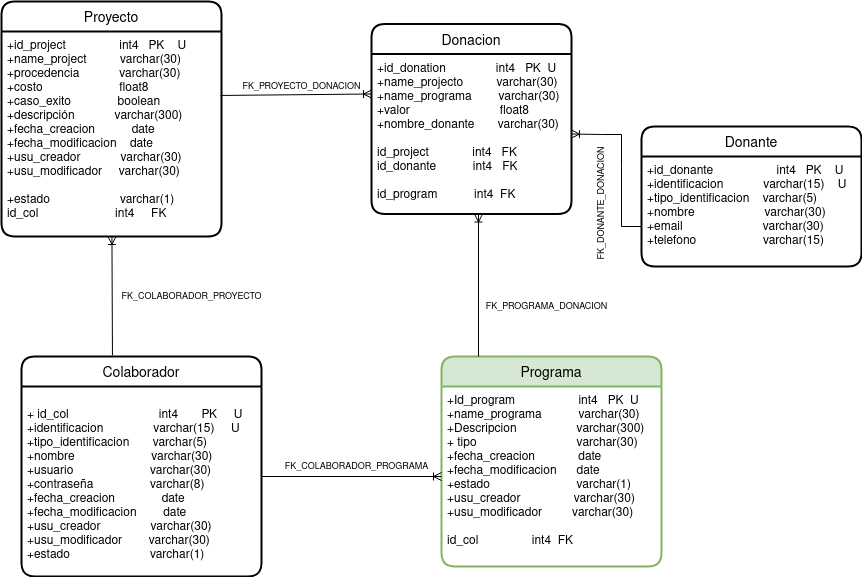 Proyecto
+id_project int4 PK U
+name_project varchar(30)
+procedencia varchar(30)
+costo float8
+caso_exito boolean
+descripción varchar(300)
+fecha_creacion date
+fecha_modificacion date
+usu_creador varchar(30)
+usu_modificador varchar(30)
+estado varchar(1)
id_col int4 FK
FK_PROYECTO_DONACION
Donacion
+id_donation int4 PK U
+name_projecto varchar(30)
+name_programa varchar(30)
+valor float8
+nombre_donante varchar(30)
id_project int4 FK
id_donante int4 FK
id_program int4 FK
FK_DONANTE_DONACION
Donante
+id_donante int4 PK U
+identificacion varchar(15) U
+tipo_identificacion varchar(5)
+nombre varchar(30)
+email varchar(30)
+telefono varchar(15)
FK_COLABORADOR_PROYECTO
FK_PROGRAMA_DONACION
Colaborador
+ id_col int4 PK U
+identificacion varchar(15) U
+tipo_identificacion varchar(5)
+nombre varchar(30)
+usuario varchar(30)
+contraseña varchar(8)
+fecha_creacion date
+fecha_modificacion date
+usu_creador varchar(30)
+usu_modificador varchar(30)
+estado varchar(1)
FK_COLABORADOR_PROGRAMA
Programa
+Id_program int4 PK U
+name_programa varchar(30)
+Descripcion varchar(300)
+ tipo varchar(30)
+fecha_creacion date
+fecha_modificacion date
+estado varchar(1)
+usu_creador varchar(30)
+usu_modificador varchar(30)
id_col int4 FK